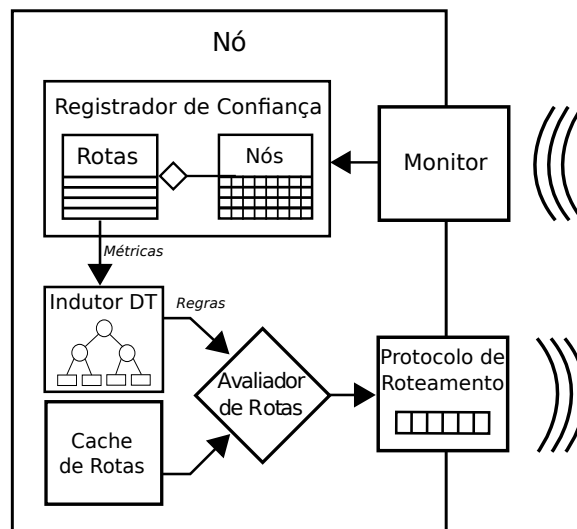 Nó
Registrador de Confiança
Rotas
Nós
Monitor
Métricas
Indutor DT
Regras
Avaliador
de Rotas
Protocolo de
Roteamento
Cache
de Rotas